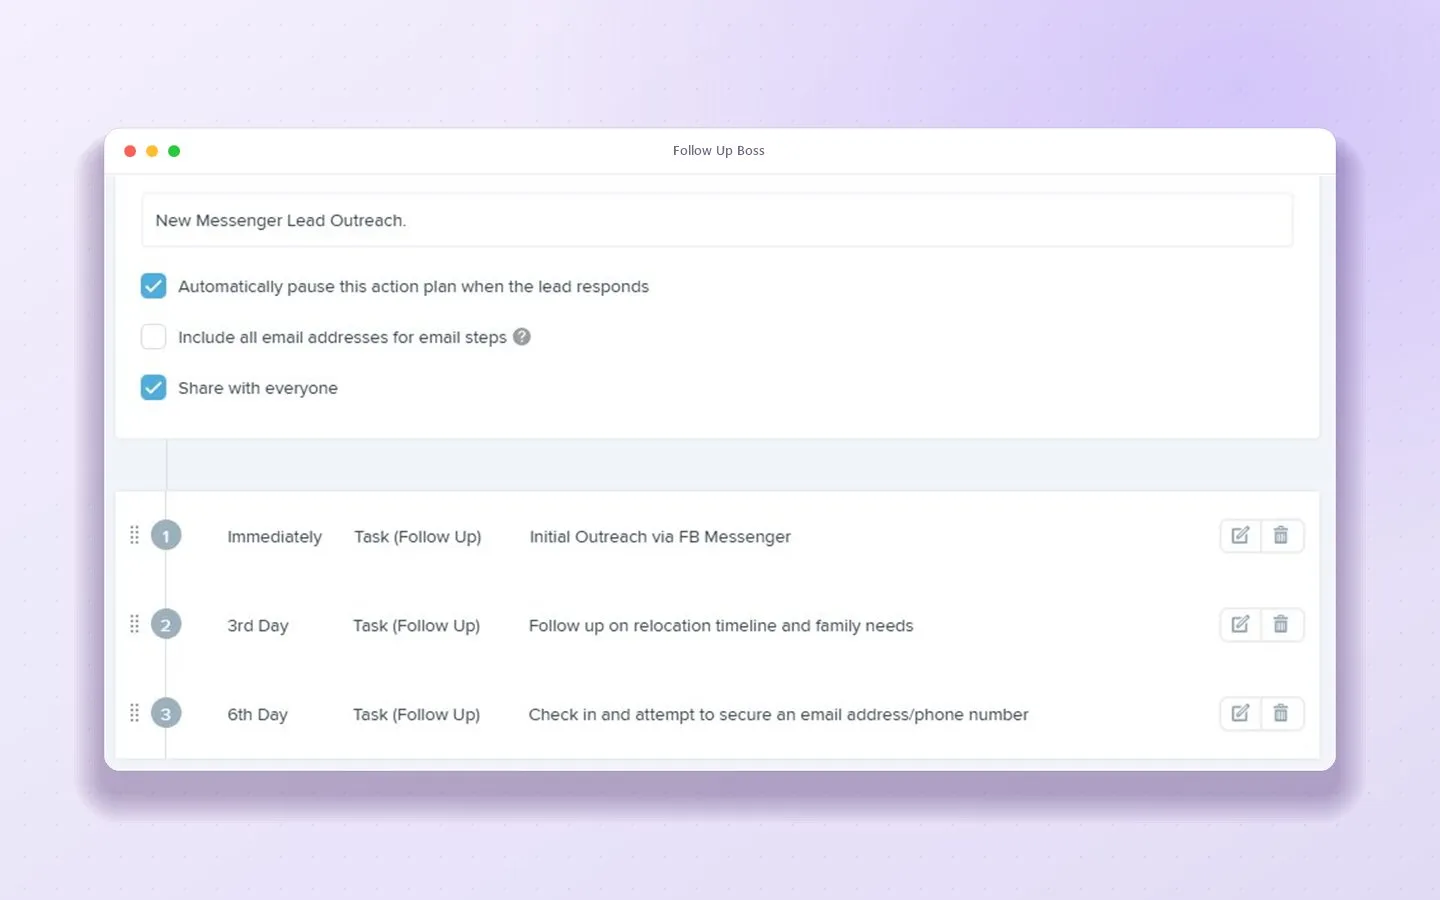 Follow Up Boss
New Messenger Lead Outreach.
Automatically pause this action plan when the lead responds
Include all email addresses for email steps ?
Share with everyone
1 Immediately Task (Follow Up) Initial Outreach via FB Messenger
2 3rd Day Task (Follow Up) Follow up on relocation timeline and family needs
3 6th Day Task (Follow Up) Check in and attempt to secure an email address/phone number